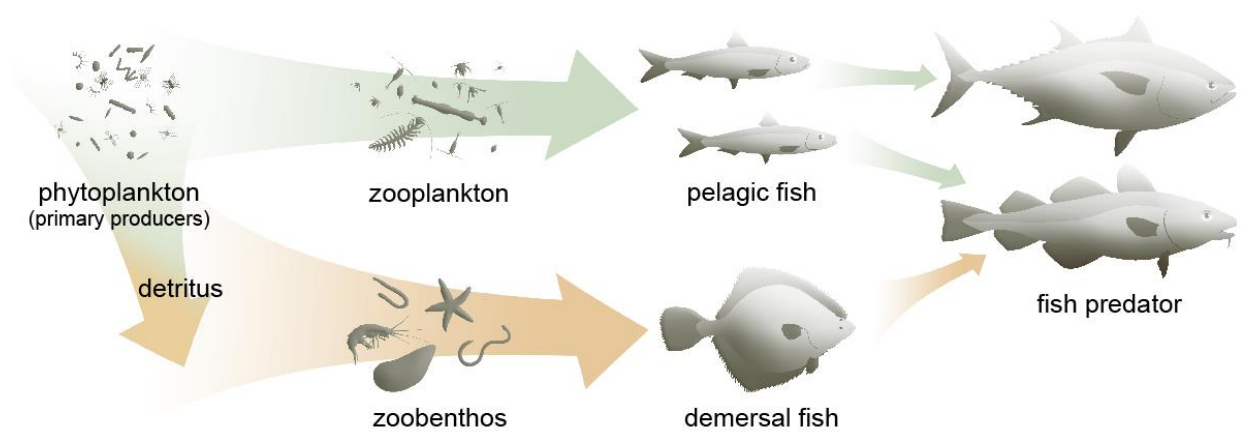 phytoplankton
(primary producers)
zooplankton
pelagic fish
detritus
fish predator
zoobenthos
demersal fish